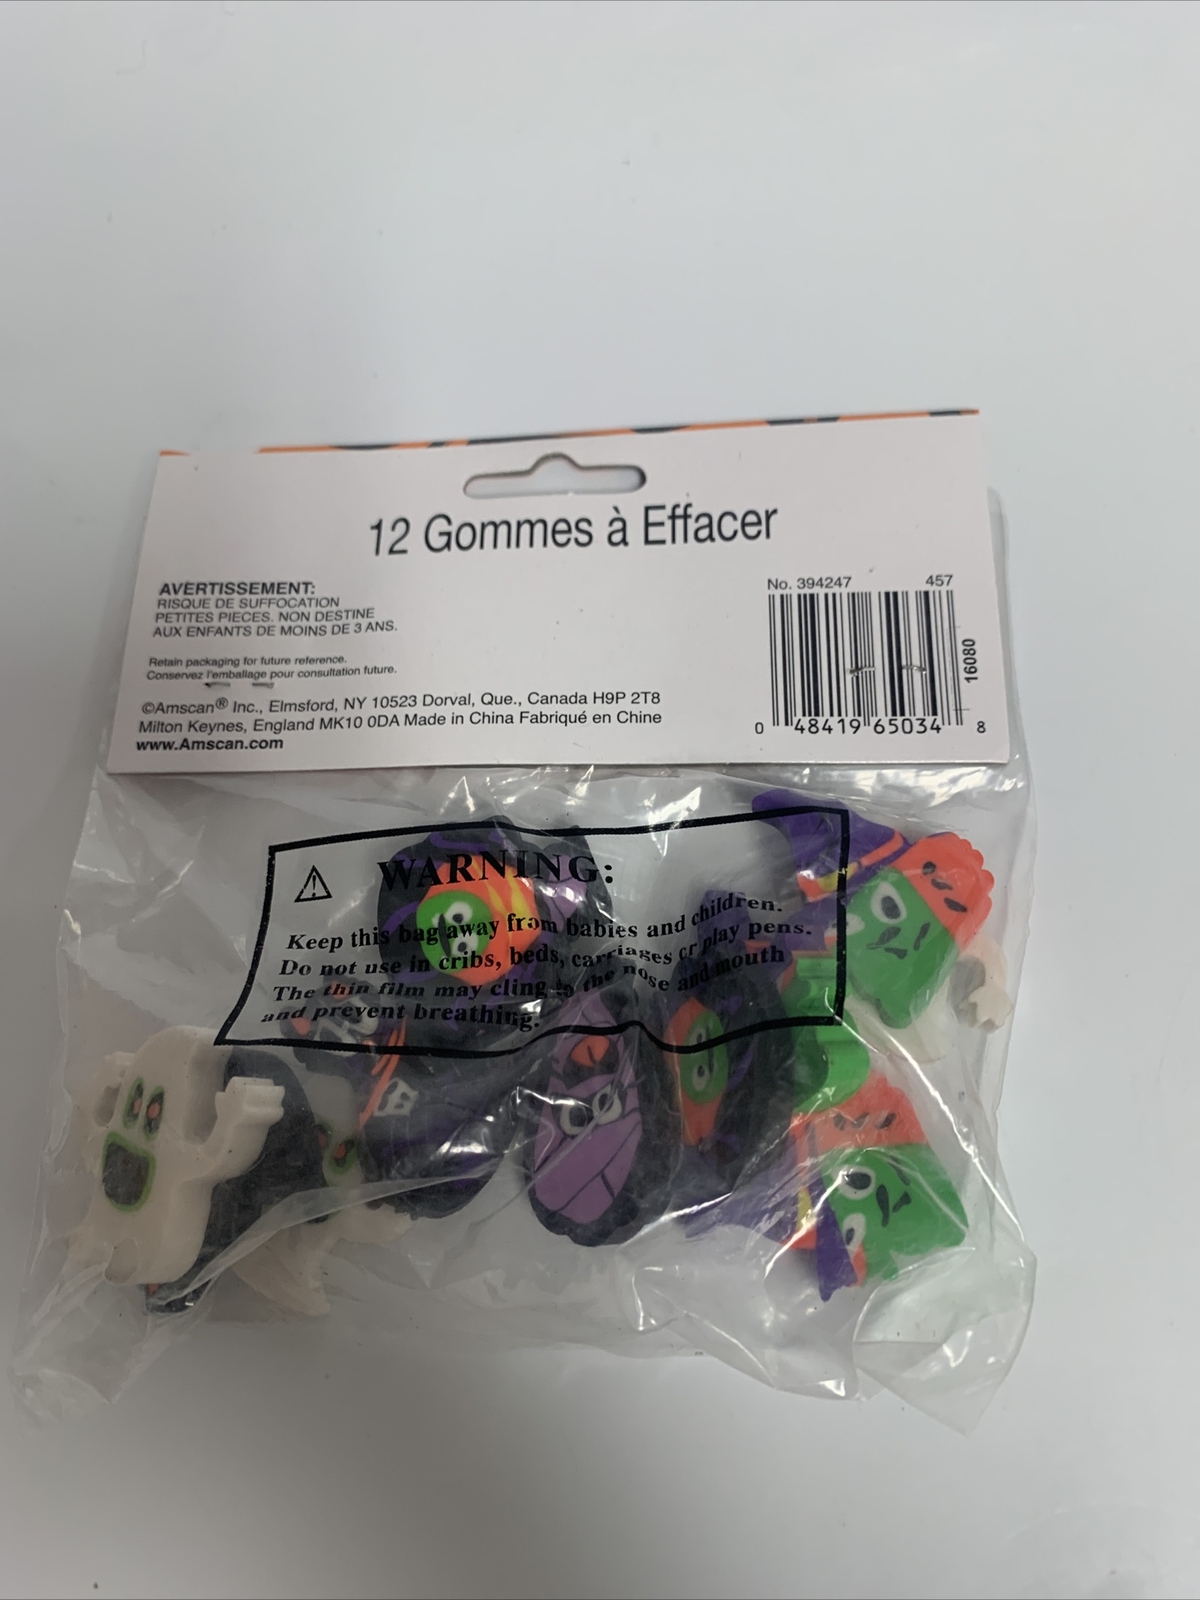 12 Gommes à Effacer
AVERTISSEMENT:
RISQUE DE SUFFOCATION
PETITES PIECES. NON DESTINE
AUX ENFANTS DE MOINS DE 3 ANS.
Retain packaging for future reference.
Conservez l'emballage pour consultation future.
©Amscan® Inc., Elmsford, NY 10523 Dorval, Que., Canada H9P 2T8
Milton Keynes, England MK10 0DA Made in China Fabriqué en Chine
www.Amscan.com
No. 394247 457
16080
0 48419 65034 8
WARNING:
Keep this bag away from babies and children.
Do not use in cribs, beds, carriages or play pens.
The thin film may cling to the nose and mouth
and prevent breathing.